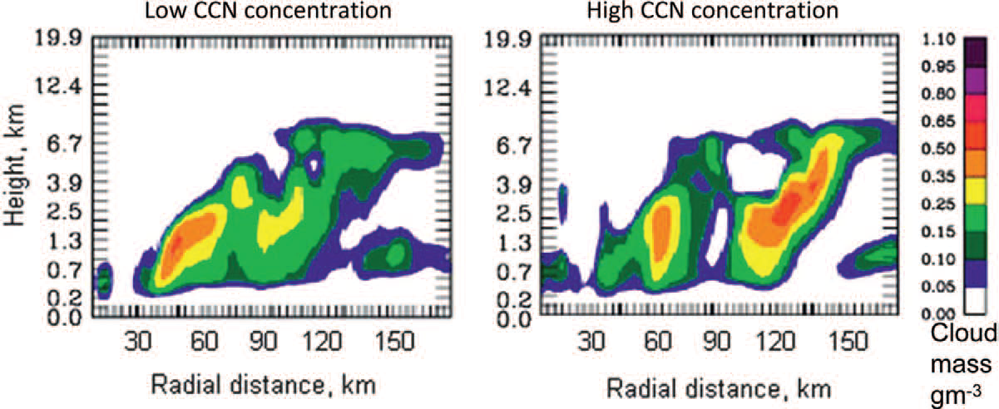 Low CCN concentration
High CCN concentration
Height, km
19.9
12.4
6.7
3.9
2.5
1.3
0.7
0.2
0.0
30 60 90 120 150
Radial distance, km
19.9
12.4
6.7
3.9
2.5
1.3
0.7
0.2
0.0
30 60 90 120 150
Radial distance, km
1.10
0.95
0.80
0.65
0.50
0.35
0.25
0.15
0.10
0.05
0.00
Cloud
mass
gm-3